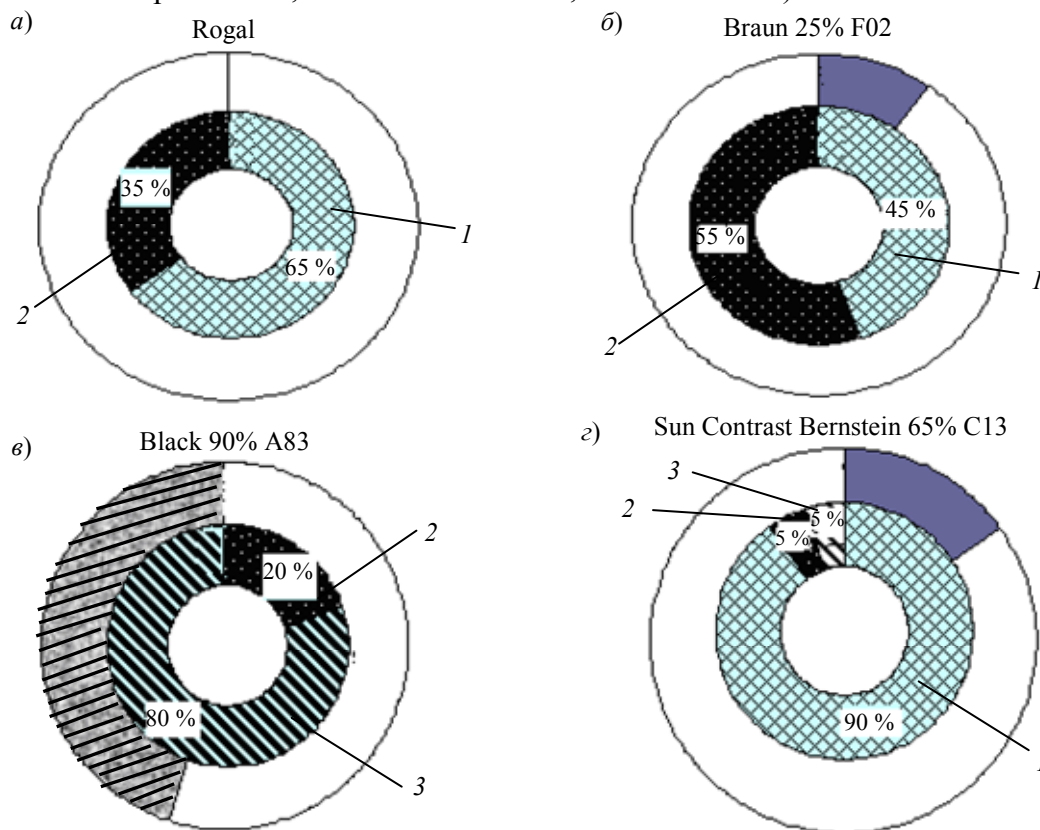 а)
Rogal
35 %
65 %
1
2
б)
Braun 25% F02
45 %
55 %
1
2
в)
Black 90% A83
20 %
80 %
2
3
г)
Sun Contrast Bernstein 65% C13
3
2
5 %
5 %
90 %